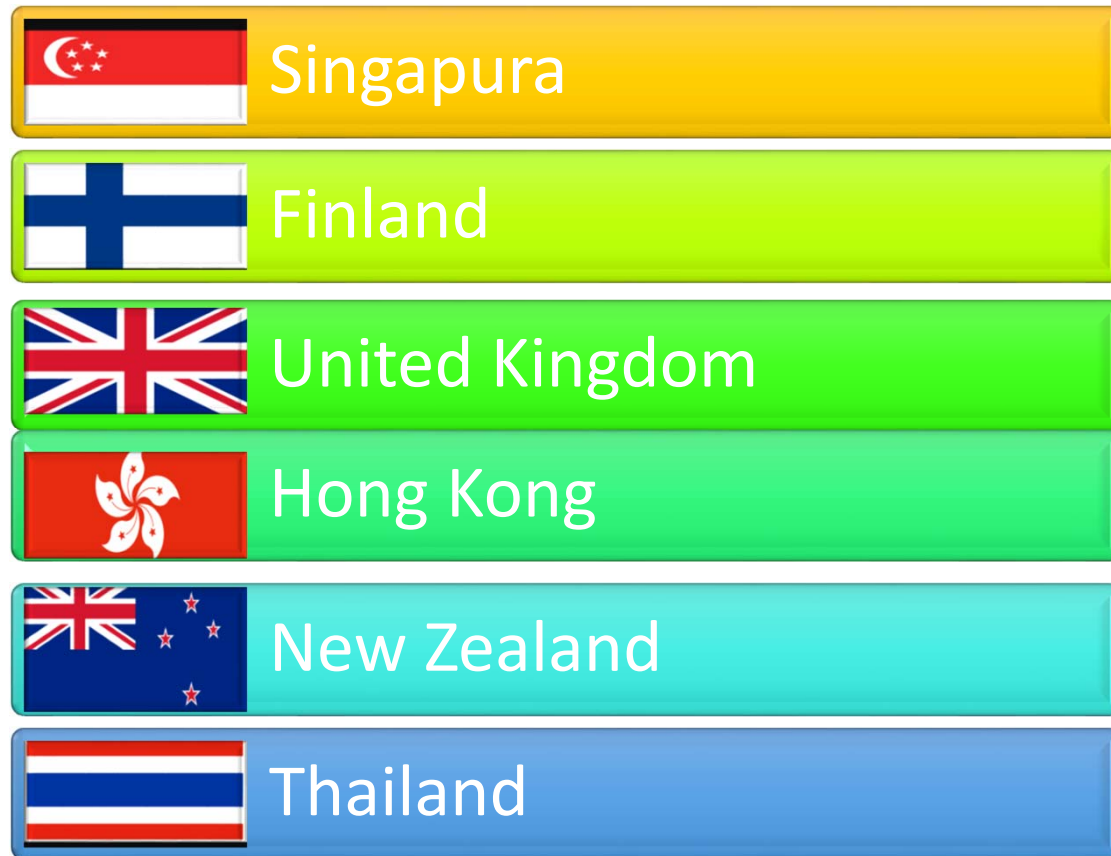 Singapura
Finland
United Kingdom
Hong Kong
New Zealand
Thailand